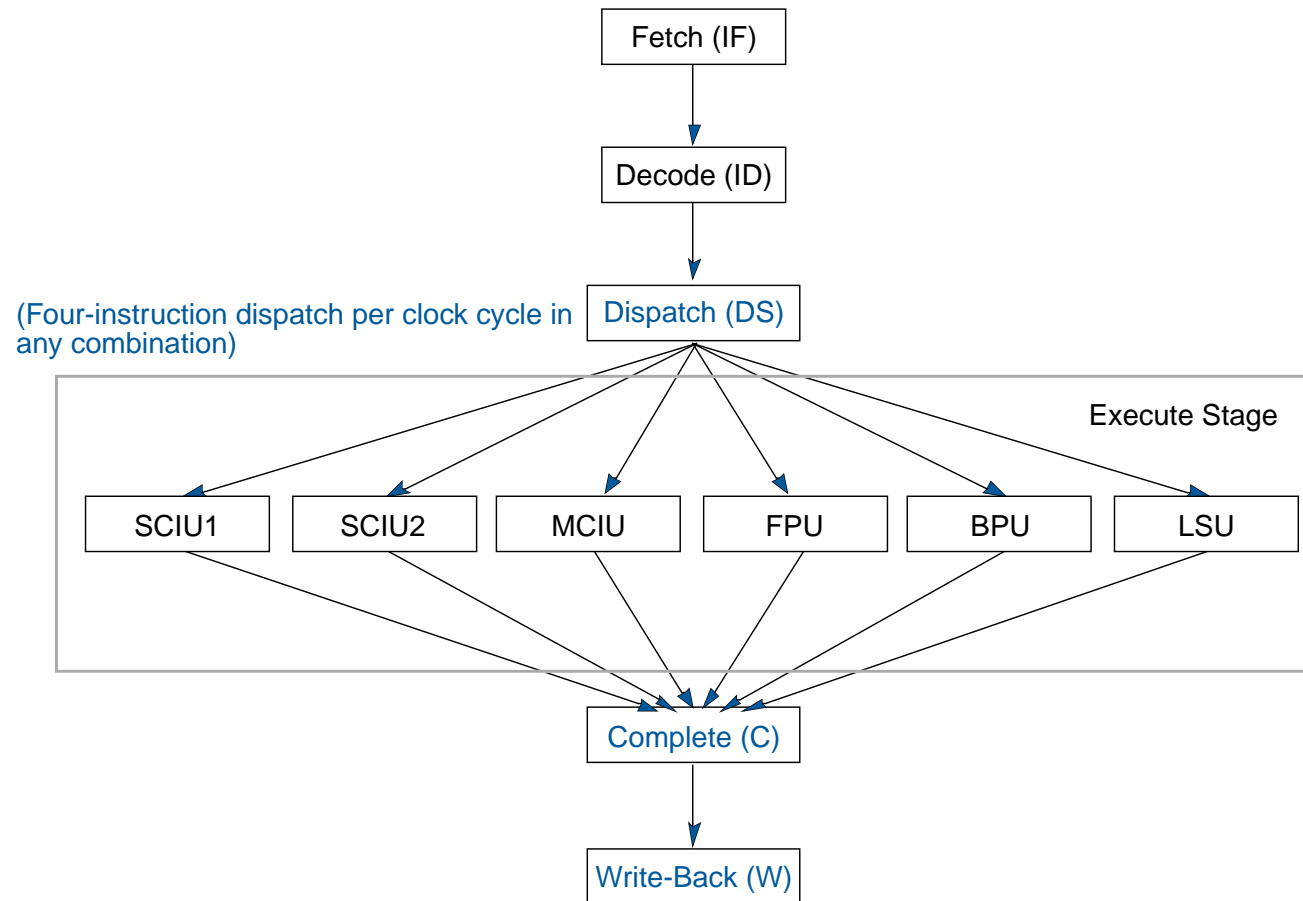 Fetch (IF)
Decode (ID)
(Four-instruction dispatch per clock cycle in
any combination)
Dispatch (DS)
Execute Stage
SCIU1
SCIU2
MCIU
FPU
BPU
LSU
Complete (C)
Write-Back (W)